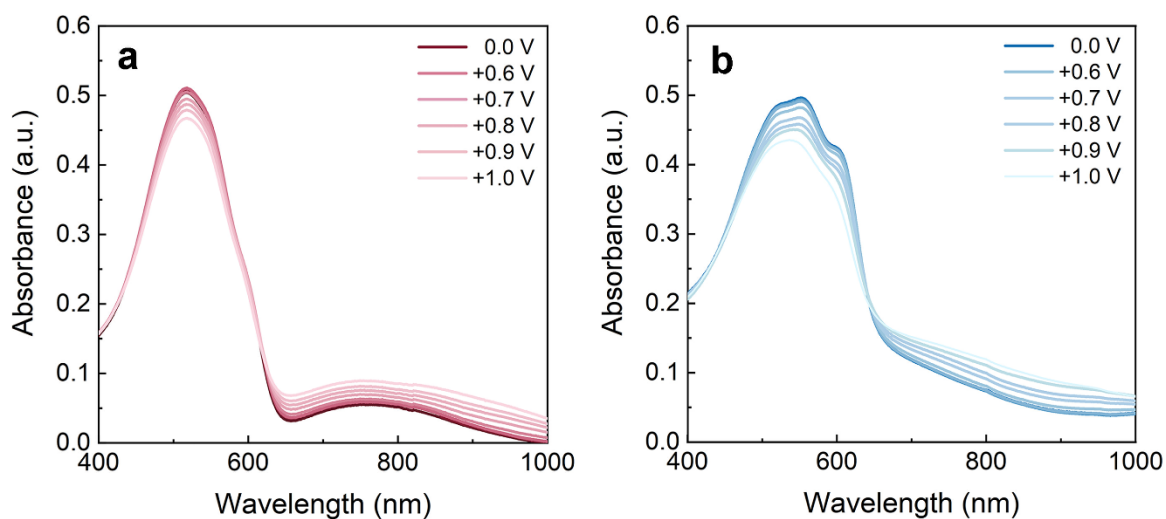 a
0.0 V
+0.6 V
+0.7 V
+0.8 V
+0.9 V
+1.0 V
0.6
0.5
0.4
0.3
0.2
0.1
0.0
Absorbance (a.u.)
400
600
800
1000
Wavelength (nm)
b
0.0 V
+0.6 V
+0.7 V
+0.8 V
+0.9 V
+1.0 V
0.6
0.5
0.4
0.3
0.2
0.1
0.0
Absorbance (a.u.)
400
600
800
1000
Wavelength (nm)